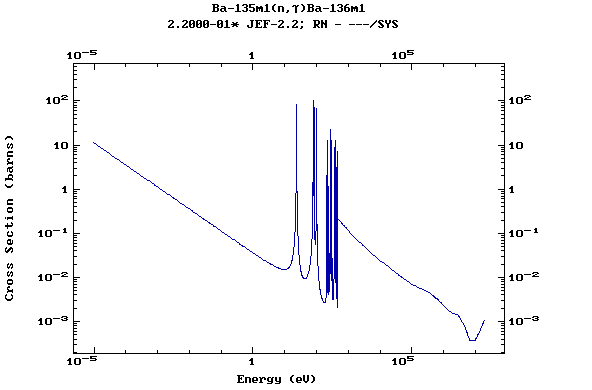 Ba-135m1(n,γ)Ba-136m1
2.2000-01* JEF-2.2; RN - ---/SYS
10⁻⁵ 1 10⁵
10² 10²
10 10
1 1
10⁻¹ 10⁻¹
10⁻² 10⁻²
10⁻³ 10⁻³
Cross Section (barns)
10⁻⁵ 1 10⁵
Energy (eV)